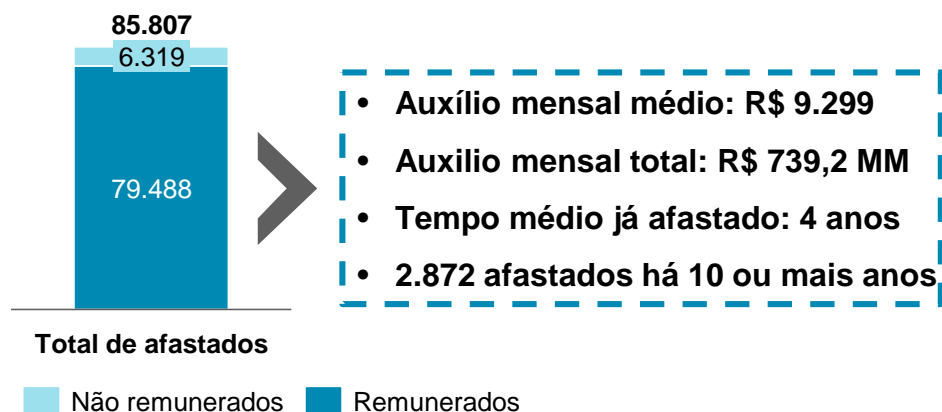 85.807
6.319
79.488
Total de afastados
• Auxílio mensal médio: R$ 9.299
• Auxilio mensal total: R$ 739,2 MM
• Tempo médio já afastado: 4 anos
• 2.872 afastados há 10 ou mais anos
Não remunerados
Remunerados